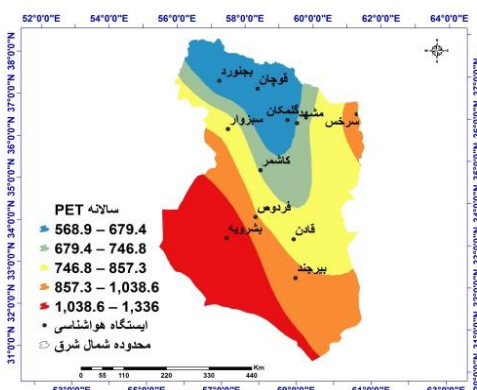 52°0'0"E 54°0'0"E 56°0'0"E 58°0'0"E 60°0'0"E 62°0'0"E 64°0'0"E
38°0'0"N
37°0'0"N
36°0'0"N
35°0'0"N
34°0'0"N
33°0'0"N
32°0'0"N
31°0'0"N
بجنورد
قوچان
گلمکان
مشهد
سرخس
سبزوار
کاشمر
فردوس
بشرویه
قادن
بیرجند
سالانه PET
568.9 – 679.4
679.4 – 746.8
746.8 – 857.3
857.3 – 1,038.6
1,038.6 – 1,336
ایستگاه هواشناسی
محدوده شمال شرق
Km
0 55 110 220 330 440